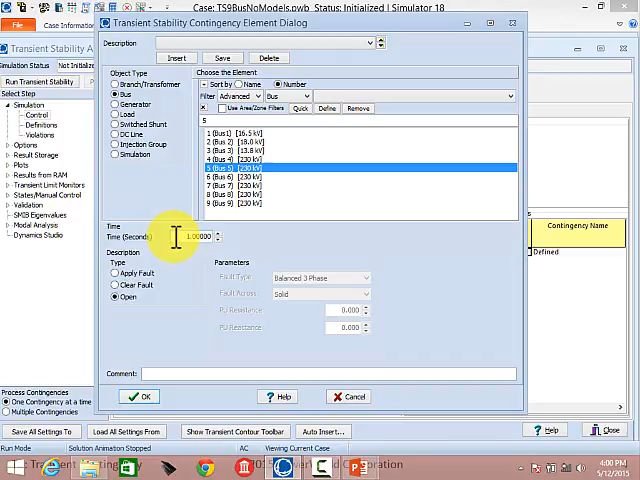 Case: TS9BusNoModels.pwb Status: Initialized | Simulator 18
File
Case Information
Transient Stability Contingency Element Dialog
Transient Stability A
Simulation Status
Not Initialize
Run Transient Stability
Select Step
Simulation
Control
Definitions
Violations
Options
Result Storage
Plots
Results from RAM
Transient Limit Monitors
States/Manual Control
Validation
SMIB Eigenvalues
Modal Analysis
Dynamics Studio
Process Contingencies
One Contingency at a time
Multiple Contingencies
Description
Insert
Save
Delete
Object Type
Branch/Transformer
Bus
Generator
Load
Switched Shunt
DC Line
Injection Group
Simulation
Choose the Element
Sort by
Name
Number
Filter
Advanced
Bus
Use Area/Zone Filters
Quick
Define
Remove
5
1 (Bus1) [16.5 kV]
2 (Bus 2) [18.0 kV]
3 (Bus 3) [13.8 kV]
4 (Bus 4) [230 kV]
5 (Bus 5) [230 kV]
6 (Bus 6) [230 kV]
7 (Bus 7) [230 kV]
8 (Bus 8) [230 kV]
9 (Bus 9) [230 kV]
Time
Time (Seconds)
1.00000
Description
Type
Apply Fault
Clear Fault
Open
Parameters
Fault Type
Balanced 3 Phase
Fault Across
Solid
PU Resistance
0.000
PU Reactance
0.000
Comment:
OK
Help
Cancel
Contingency Name
Defined
Save All Settings To
Load All Settings From
Show Transient Contour Toolbar
Auto Insert...
Help
Close
Run Mode
Solution Animation Stopped
AC
Viewing Current Case
4:00 PM
5/12/2015